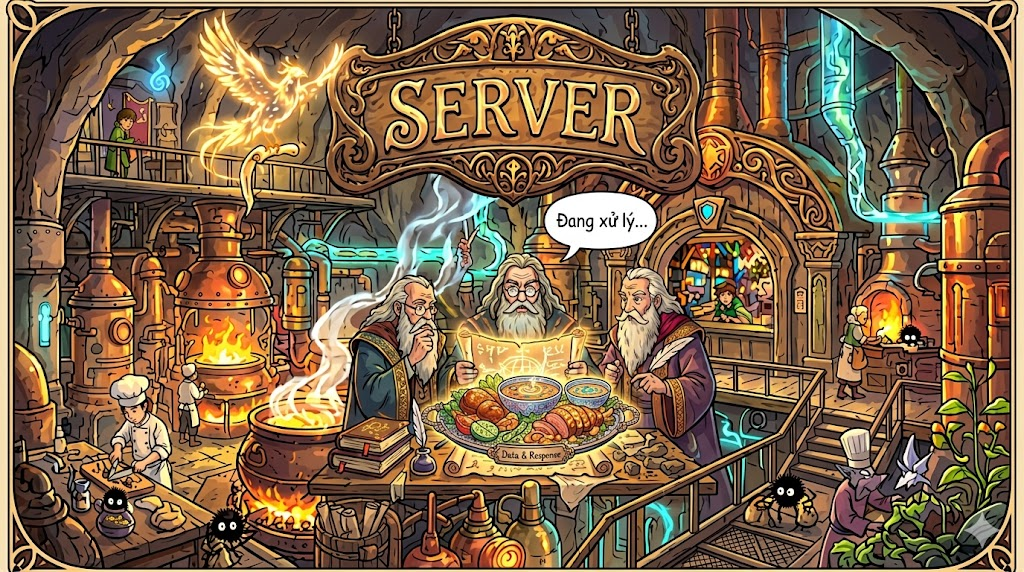 SERVER
Đang xử lý...
Data & Response